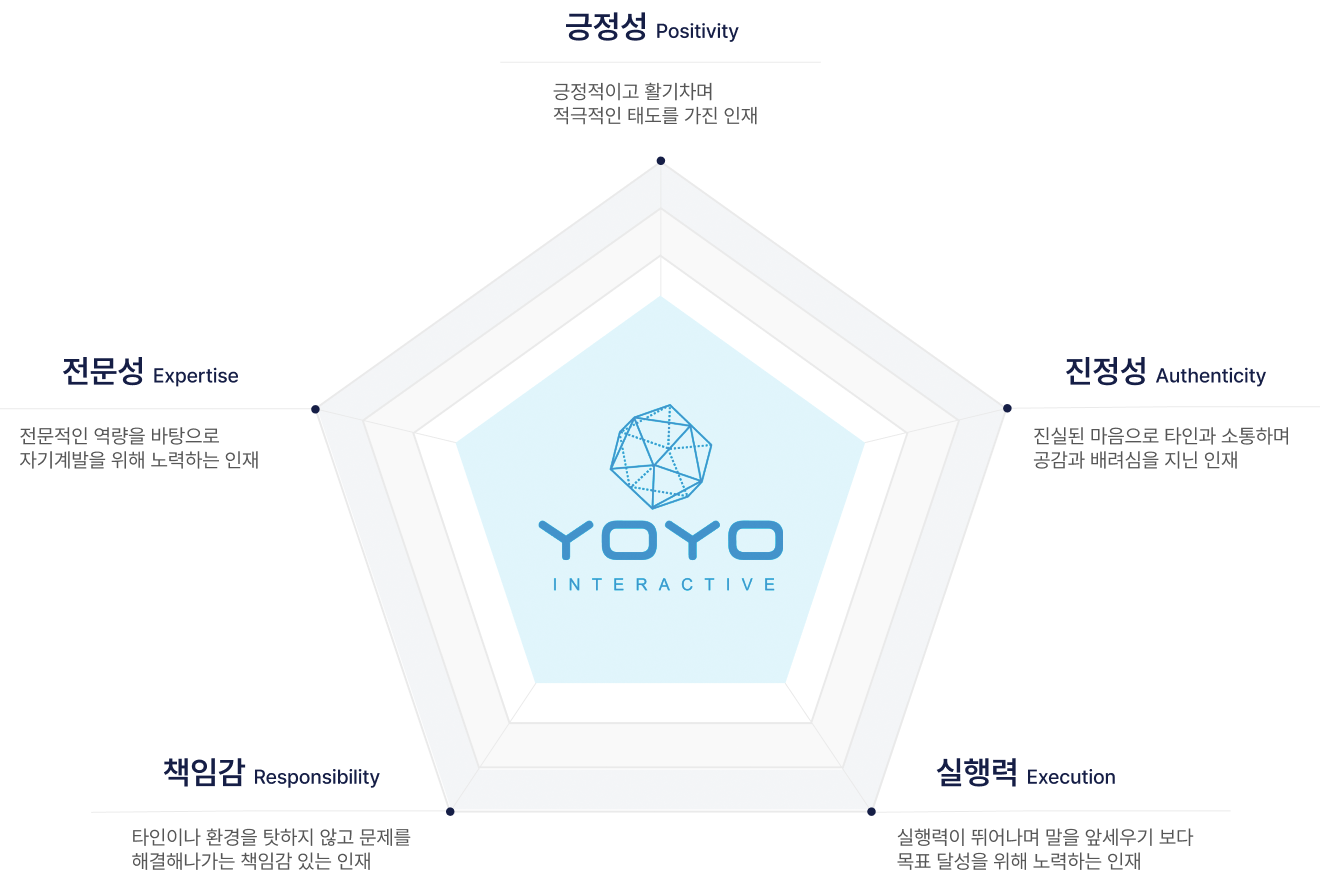 긍정성 Positivity
긍정적이고 활기차며
적극적인 태도를 가진 인재
전문성 Expertise
전문적인 역량을 바탕으로
자기계발을 위해 노력하는 인재
진정성 Authenticity
진실된 마음으로 타인과 소통하며
공감과 배려심을 지닌 인재
YOYO
INTERACTIVE
책임감 Responsibility
타인이나 환경을 탓하지 않고 문제를
해결해나가는 책임감 있는 인재
실행력 Execution
실행력이 뛰어나며 말을 앞세우기 보다
목표 달성을 위해 노력하는 인재